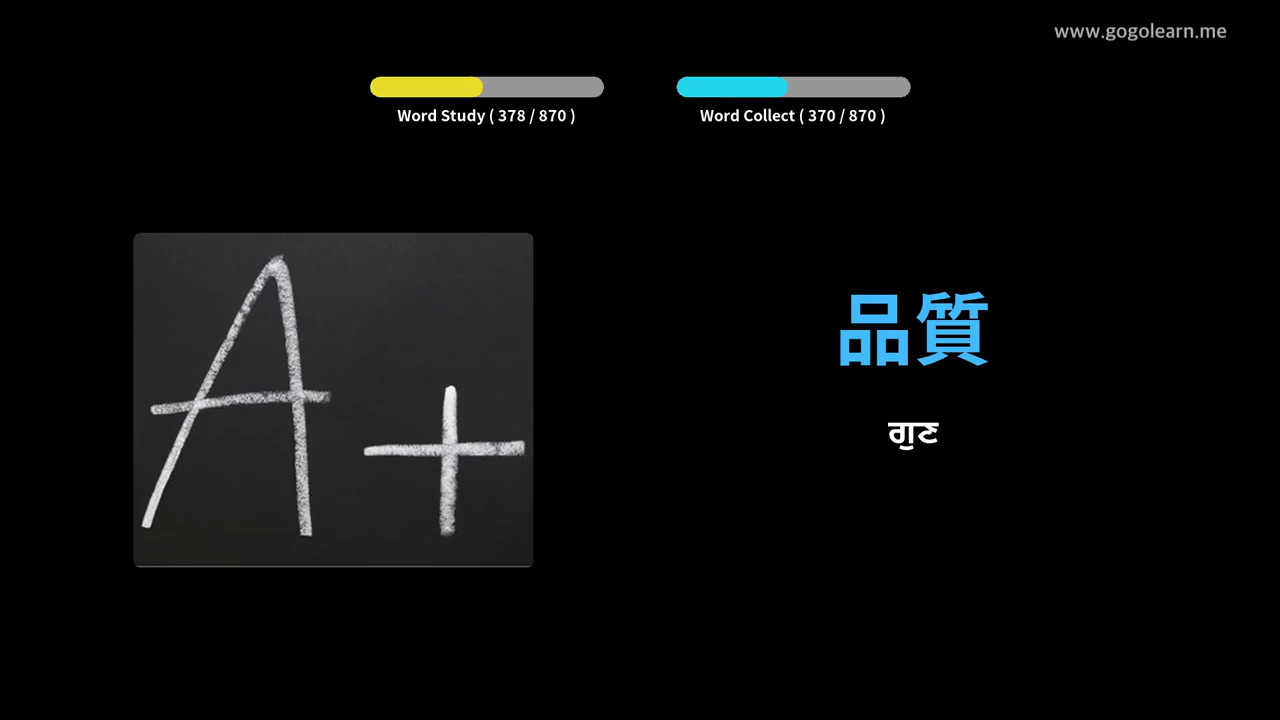 www.gogolearn.me
Word Study ( 378 / 870 )
Word Collect ( 370 / 870 )
A+
品質
ਗੁਣ